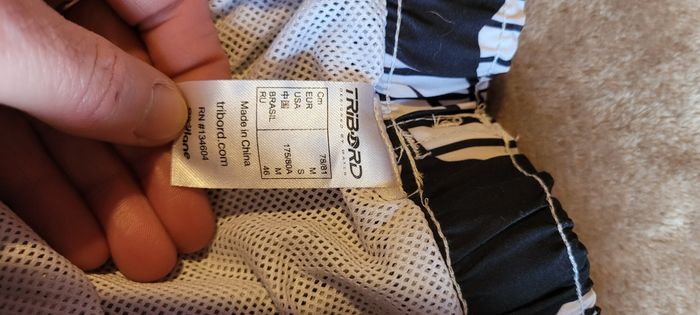 TRIBORD
Cm 78/81
EUR M
USA S
中国 175/80A
BRASIL M
RU 46
Made in China
tribord.com
RN #134604